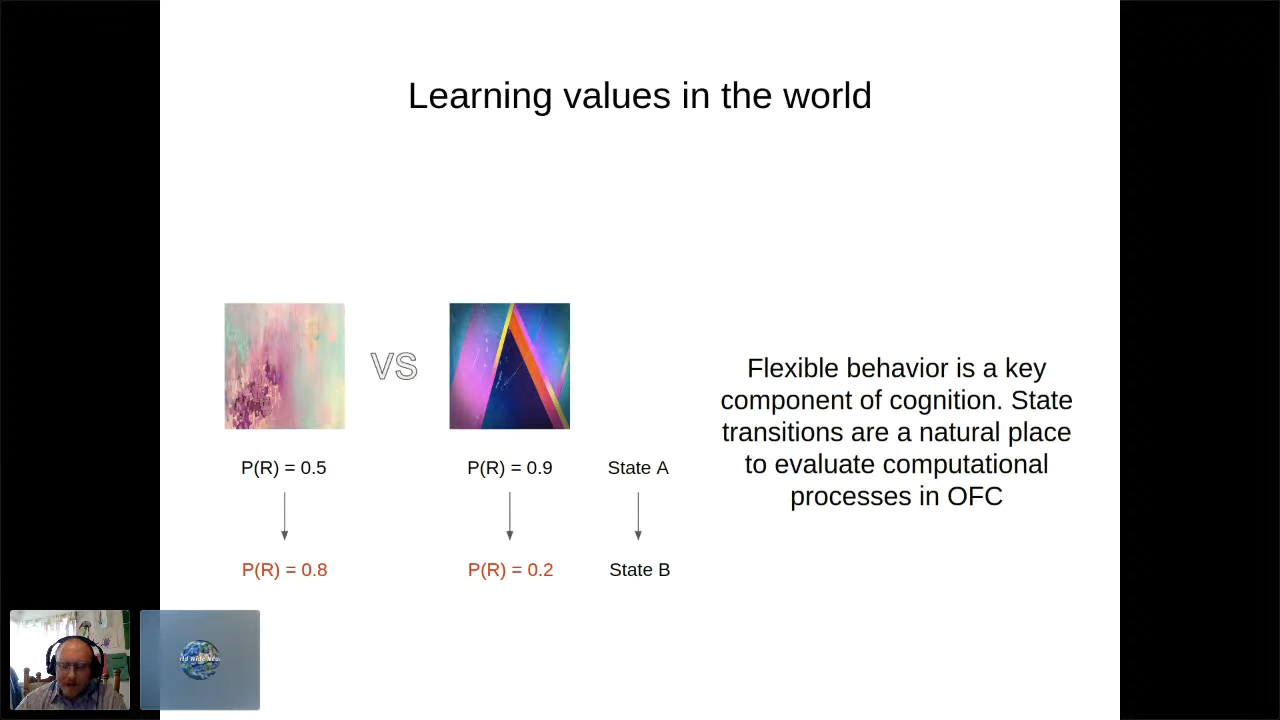 Learning values in the world
VS
P(R) = 0.5
P(R) = 0.9
State A
P(R) = 0.8
P(R) = 0.2
State B
Flexible behavior is a key
component of cognition. State
transitions are a natural place
to evaluate computational
processes in OFC